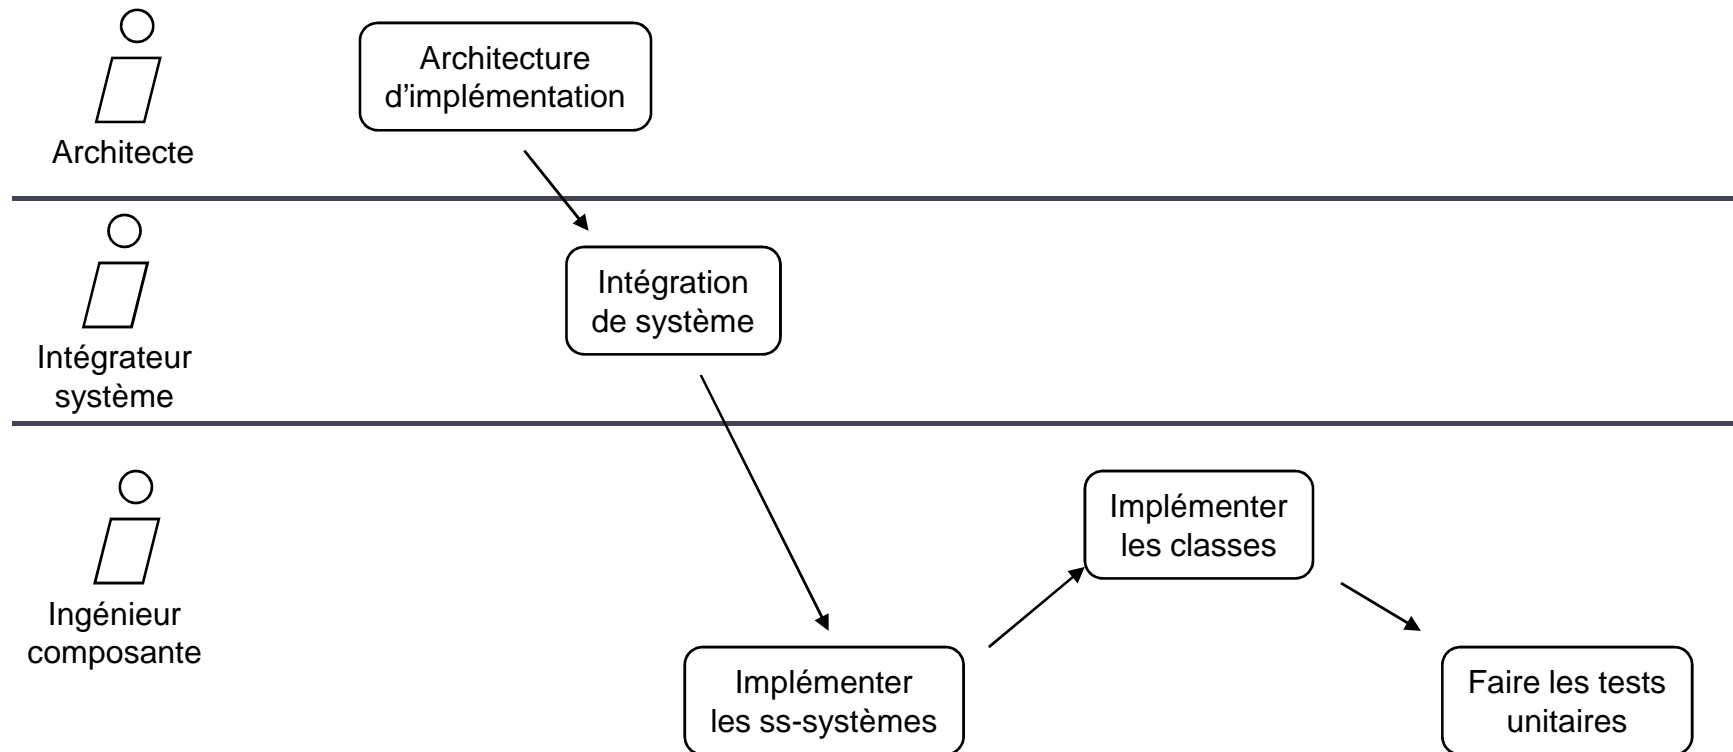 Architecture
d'implémentation
Architecte
Intégration
de système
Intégrateur
système
Implémenter
les classes
Ingénieur
composante
Implémenter
les ss-systèmes
Faire les tests
unitaires